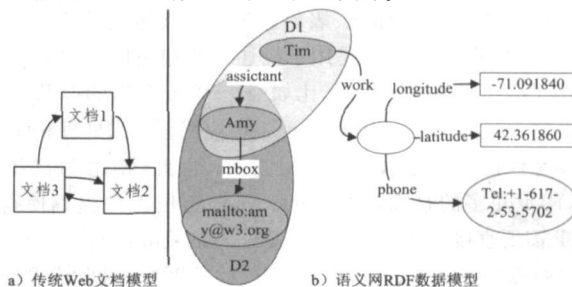 D1
Tim
assictant
work
longitude
-71.091840
文档1
Amy
latitude
42.361860
mbox
phone
文档3
文档2
mailto:am
y@w3.org
Tel:+1-617-
2-53-5702
D2
a）传统Web文档模型
b）语义网RDF数据模型